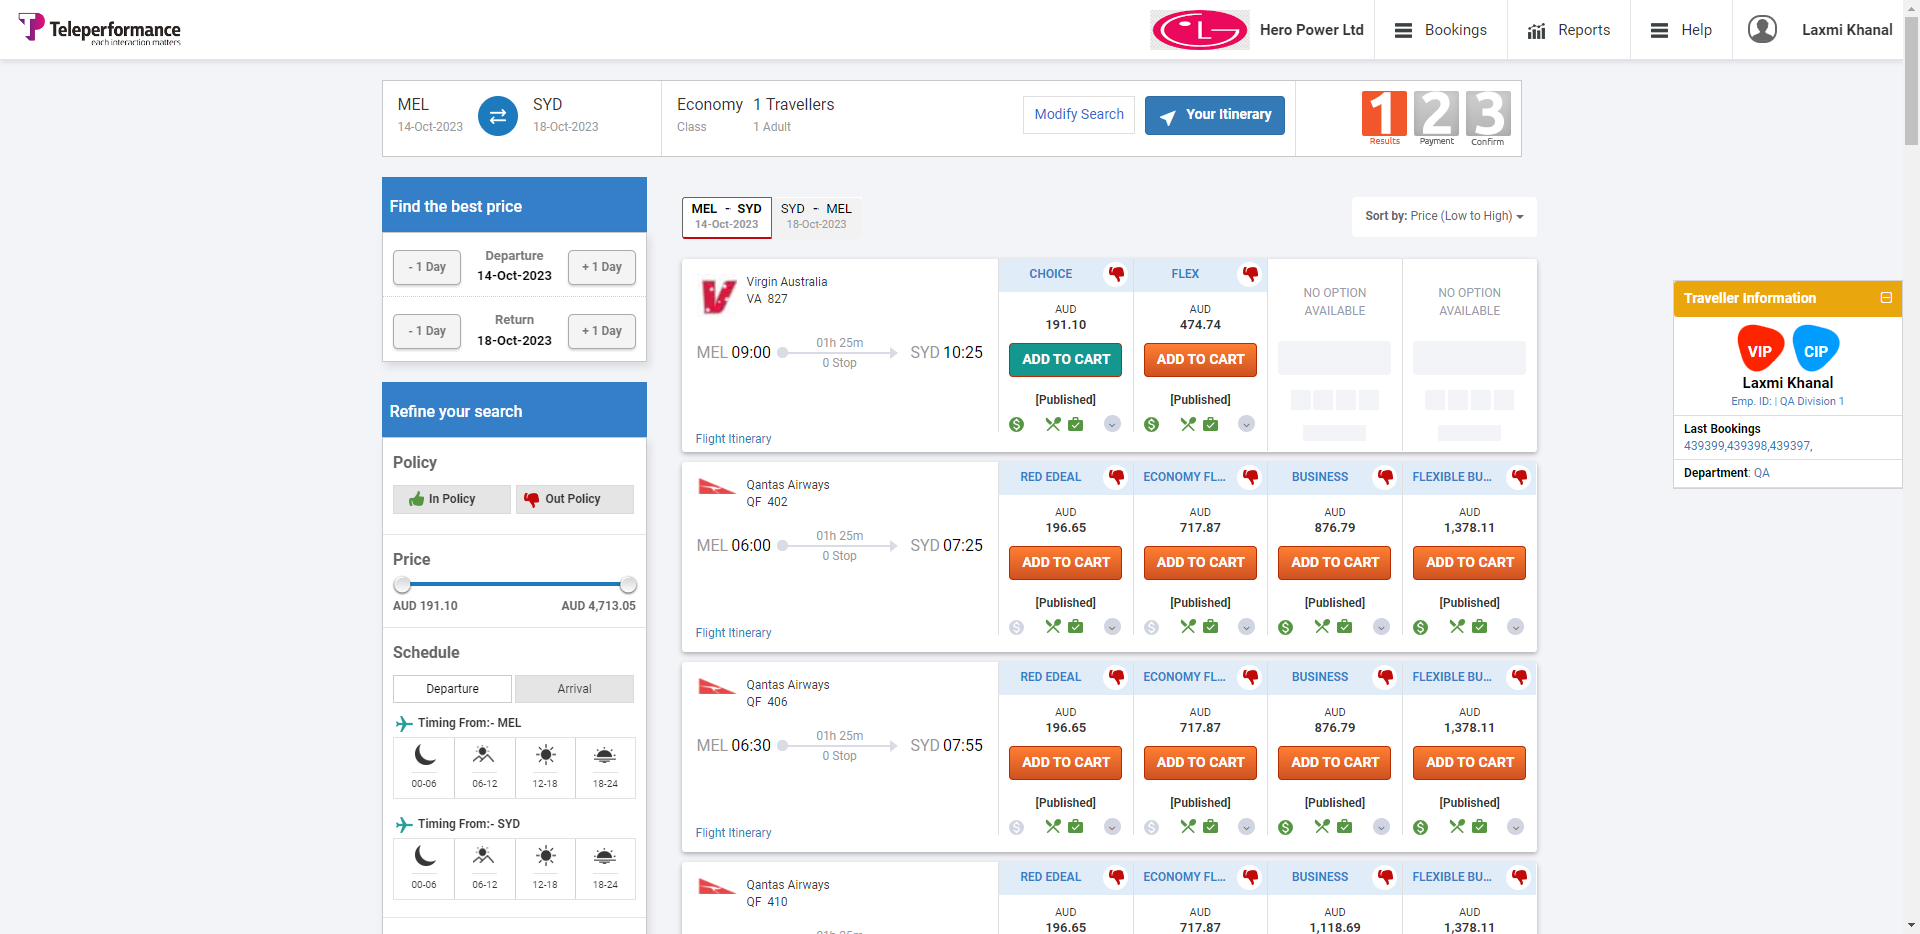 Teleperformance
each interaction matters
LG
Hero Power Ltd
Bookings
Reports
Help
Laxmi Khanal
MEL
14-Oct-2023
SYD
18-Oct-2023
Economy
Class
1 Travellers
1 Adult
Modify Search
Your Itinerary
1
Results
2
Payment
3
Confirm
Find the best price
- 1 Day
Departure
14-Oct-2023
+ 1 Day
- 1 Day
Return
18-Oct-2023
+ 1 Day
Refine your search
Policy
In Policy
Out Policy
Price
AUD 191.10
AUD 4,713.05
Schedule
Departure
Arrival
Timing From:- MEL
00-06
06-12
12-18
18-24
Timing From:- SYD
00-06
06-12
12-18
18-24
MEL - SYD
14-Oct-2023
SYD - MEL
18-Oct-2023
Sort by: Price (Low to High)
Virgin Australia
VA 827
MEL 09:00
01h 25m
0 Stop
SYD 10:25
Flight Itinerary
CHOICE
AUD
191.10
ADD TO CART
[Published]
FLEX
AUD
474.74
ADD TO CART
[Published]
NO OPTION
AVAILABLE
NO OPTION
AVAILABLE
Qantas Airways
QF 402
MEL 06:00
01h 25m
0 Stop
SYD 07:25
Flight Itinerary
RED EDEAL
AUD
196.65
ADD TO CART
[Published]
ECONOMY FL...
AUD
717.87
ADD TO CART
[Published]
BUSINESS
AUD
876.79
ADD TO CART
[Published]
FLEXIBLE BU...
AUD
1,378.11
ADD TO CART
[Published]
Qantas Airways
QF 406
MEL 06:30
01h 25m
0 Stop
SYD 07:55
Flight Itinerary
RED EDEAL
AUD
196.65
ADD TO CART
[Published]
ECONOMY FL...
AUD
717.87
ADD TO CART
[Published]
BUSINESS
AUD
876.79
ADD TO CART
[Published]
FLEXIBLE BU...
AUD
1,378.11
ADD TO CART
[Published]
Qantas Airways
QF 410
RED EDEAL
AUD
196.65
ECONOMY FL...
AUD
717.87
BUSINESS
AUD
1,118.69
FLEXIBLE BU...
AUD
1,378.11
Traveller Information
VIP
CIP
Laxmi Khanal
Emp. ID: | QA Division 1
Last Bookings
439399,439398,439397,
Department: QA